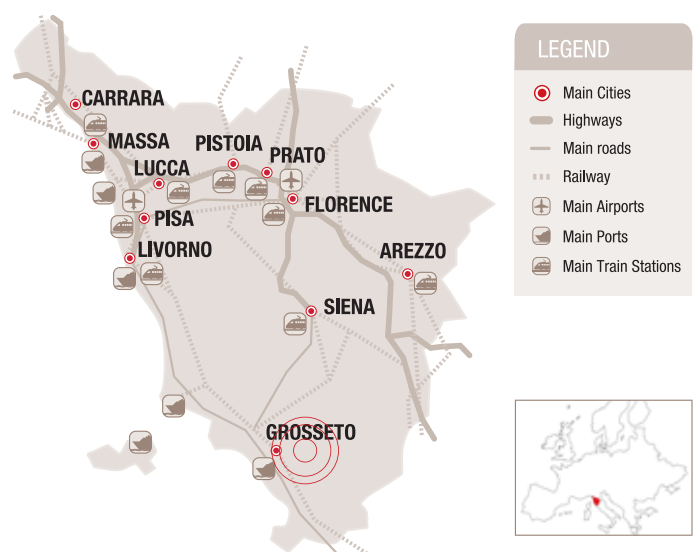 CARRARA
MASSA
PISTOIA
PRATO
LUCCA
FLORENCE
PISA
LIVORNO
AREZZO
SIENA
GROSSETO
LEGEND
Main Cities
Highways
Main roads
Railway
Main Airports
Main Ports
Main Train Stations